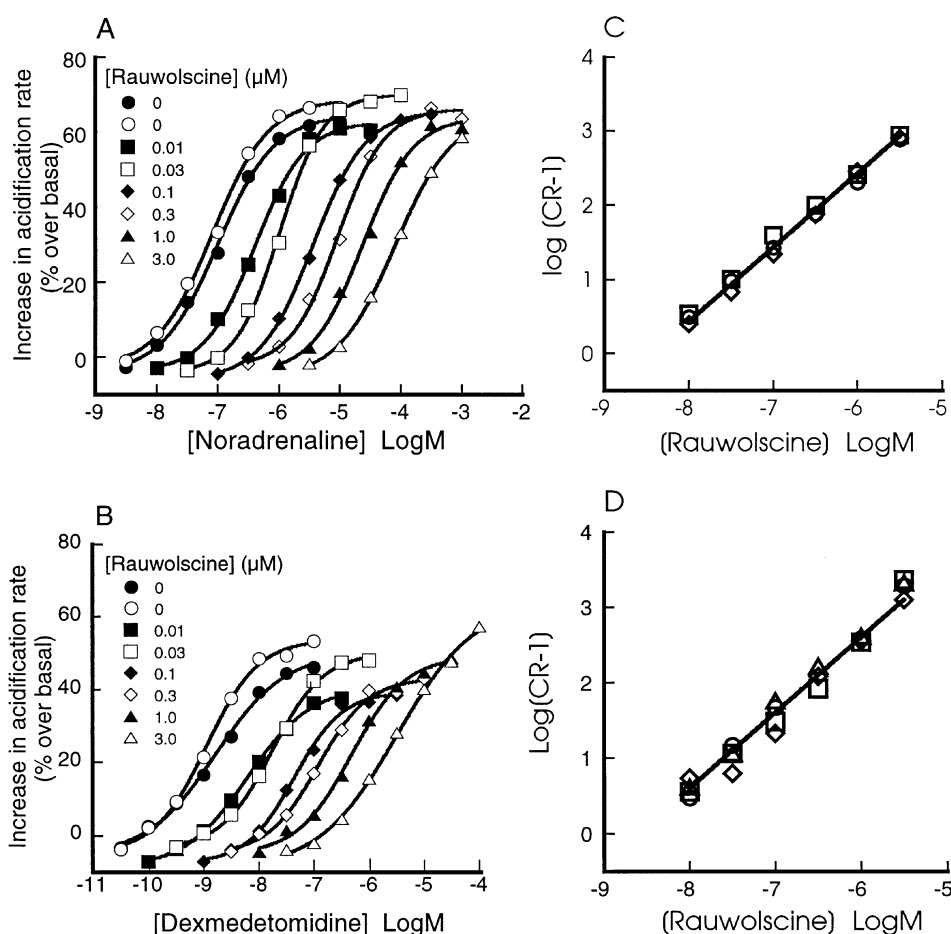 A
[Rauwolscine] (µM)
0
0
0.01
0.03
0.1
0.3
1.0
3.0
80
60
40
20
0
Increase in acidification rate
(% over basal)
-9 -8 -7 -6 -5 -4 -3 -2
[Noradrenaline] LogM
C
4
3
2
1
0
log (CR-1)
-9 -8 -7 -6 -5
(Rauwolscine) LogM
B
[Rauwolscine] (µM)
0
0
0.01
0.03
0.1
0.3
1.0
3.0
80
60
40
20
0
Increase in acidification rate
(% over basal)
-11 -10 -9 -8 -7 -6 -5 -4
[Dexmedetomidine] LogM
D
4
3
2
1
0
Log(CR-1)
-9 -8 -7 -6 -5
(Rauwolscine) LogM